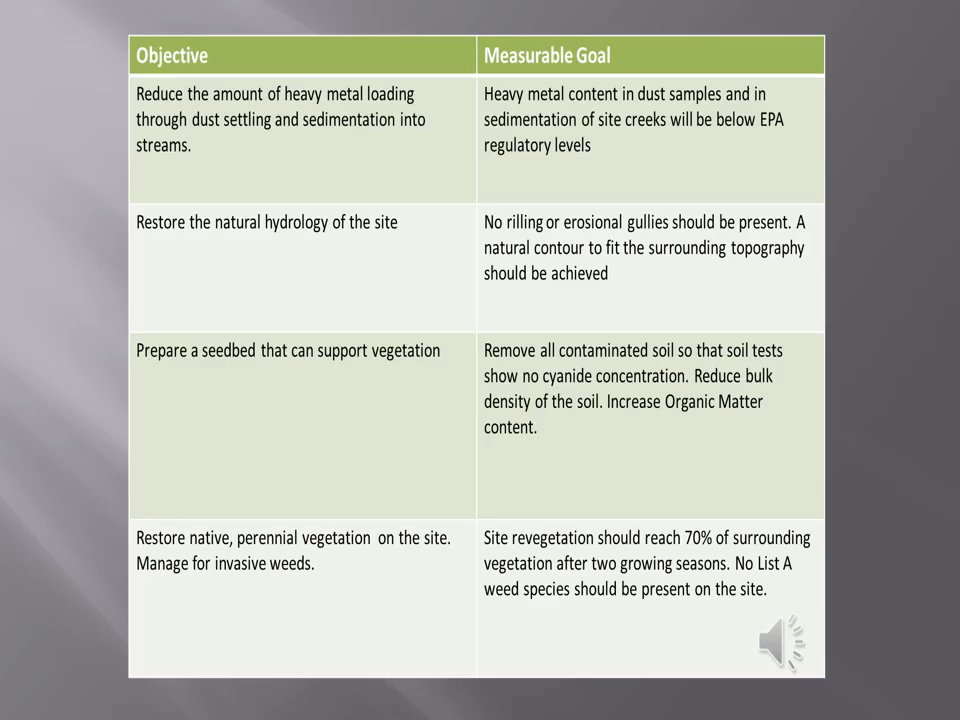 Objective
Measurable Goal
Reduce the amount of heavy metal loading
through dust settling and sedimentation into
streams.
Heavy metal content in dust samples and in
sedimentation of site creeks will be below EPA
regulatory levels
Restore the natural hydrology of the site
No rilling or erosional gullies should be present. A
natural contour to fit the surrounding topography
should be achieved
Prepare a seedbed that can support vegetation
Remove all contaminated soil so that soil tests
show no cyanide concentration. Reduce bulk
density of the soil. Increase Organic Matter
content.
Restore native, perennial vegetation on the site.
Manage for invasive weeds.
Site revegetation should reach 70% of surrounding
vegetation after two growing seasons. No List A
weed species should be present on the site.